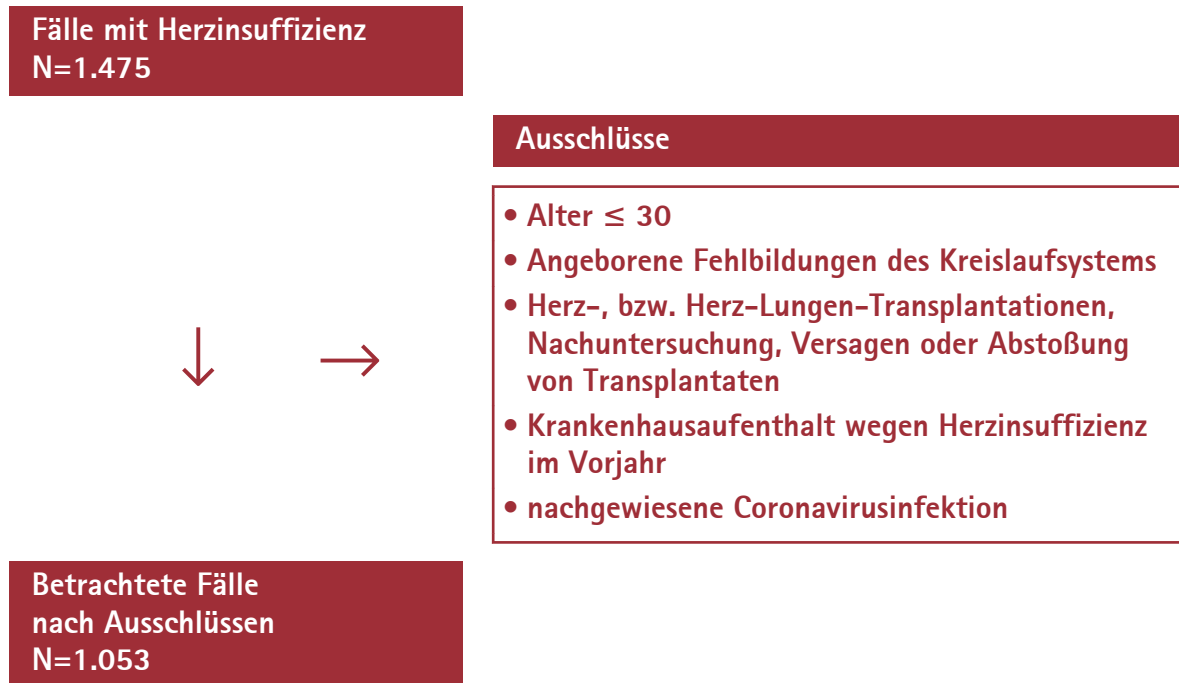 Fälle mit Herzinsuffizienz
N=1.475
Ausschlüsse
• Alter ≤ 30
• Angeborene Fehlbildungen des Kreislaufsystems
• Herz-, bzw. Herz-Lungen-Transplantationen,
Nachuntersuchung, Versagen oder Abstoßung
von Transplantaten
• Krankenhausaufenthalt wegen Herzinsuffizienz
im Vorjahr
• nachgewiesene Coronavirusinfektion
Betrachtete Fälle
nach Ausschlüssen
N=1.053